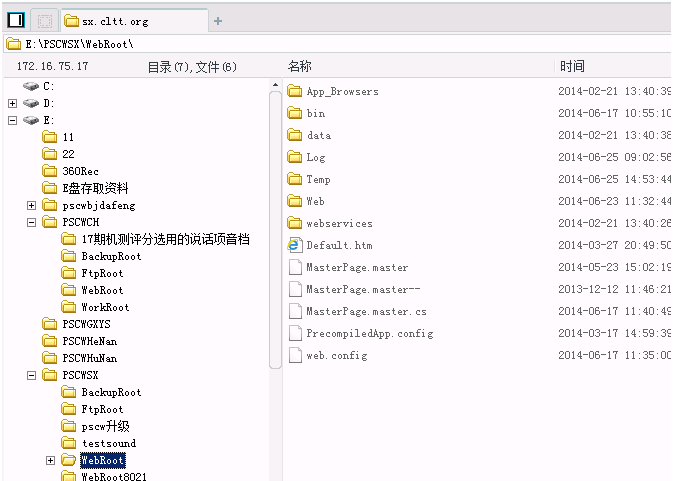 sx.cltt.org
E:\PSCWSX\WebRoot\
172.16.75.17 目录(7),文件(6) 名称 时间
C:
D:
E:
11
22
360Rec
E盘存取资料
pscwbjdafeng
PSCWCH
17期机测评分选用的说话项音档
BackupRoot
FtpRoot
WebRoot
WorkRoot
PSCWGXYS
PSCWHeNan
PSCWHuNan
PSCWSX
BackupRoot
FtpRoot
pscw升级
testsound
WebRoot
WebRoot8021
App_Browsers 2014-02-21 13:40:39
bin 2014-06-17 10:55:10
data 2014-02-21 13:40:38
Log 2014-06-25 09:02:56
Temp 2014-06-25 14:53:44
Web 2014-06-23 11:32:44
webservices 2014-02-21 13:40:26
Default.htm 2014-03-27 20:49:50
MasterPage.master 2014-05-23 15:02:19
MasterPage.master-- 2013-12-12 11:46:21
MasterPage.master.cs 2014-06-17 11:40:49
PrecompiledApp.config 2014-03-17 14:59:39
web.config 2014-06-17 11:35:00